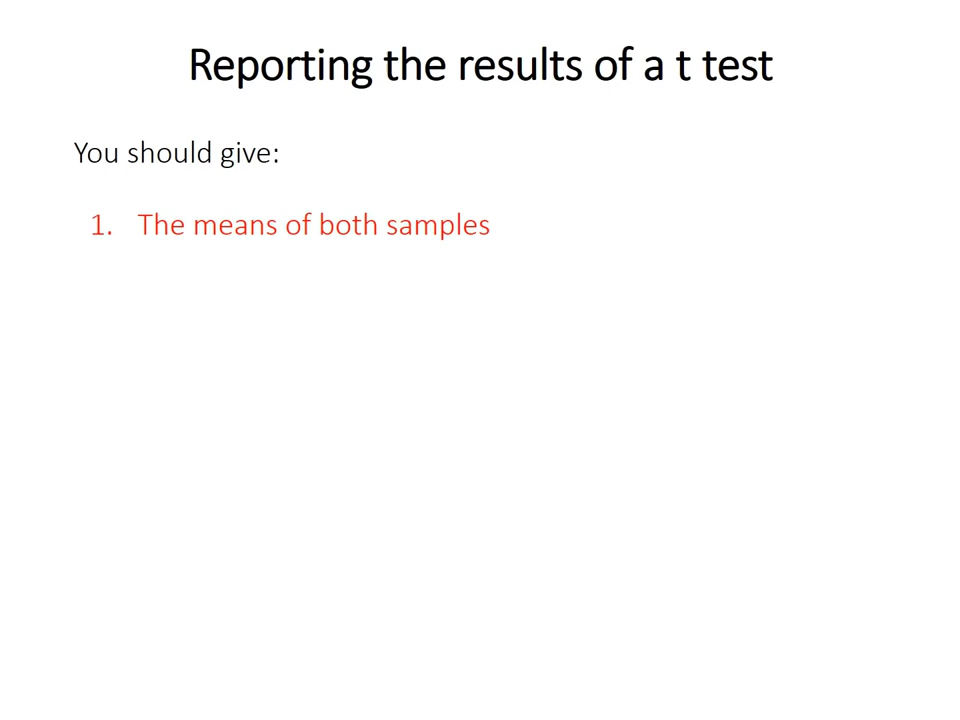 Reporting the results of a t test
You should give:
1. The means of both samples